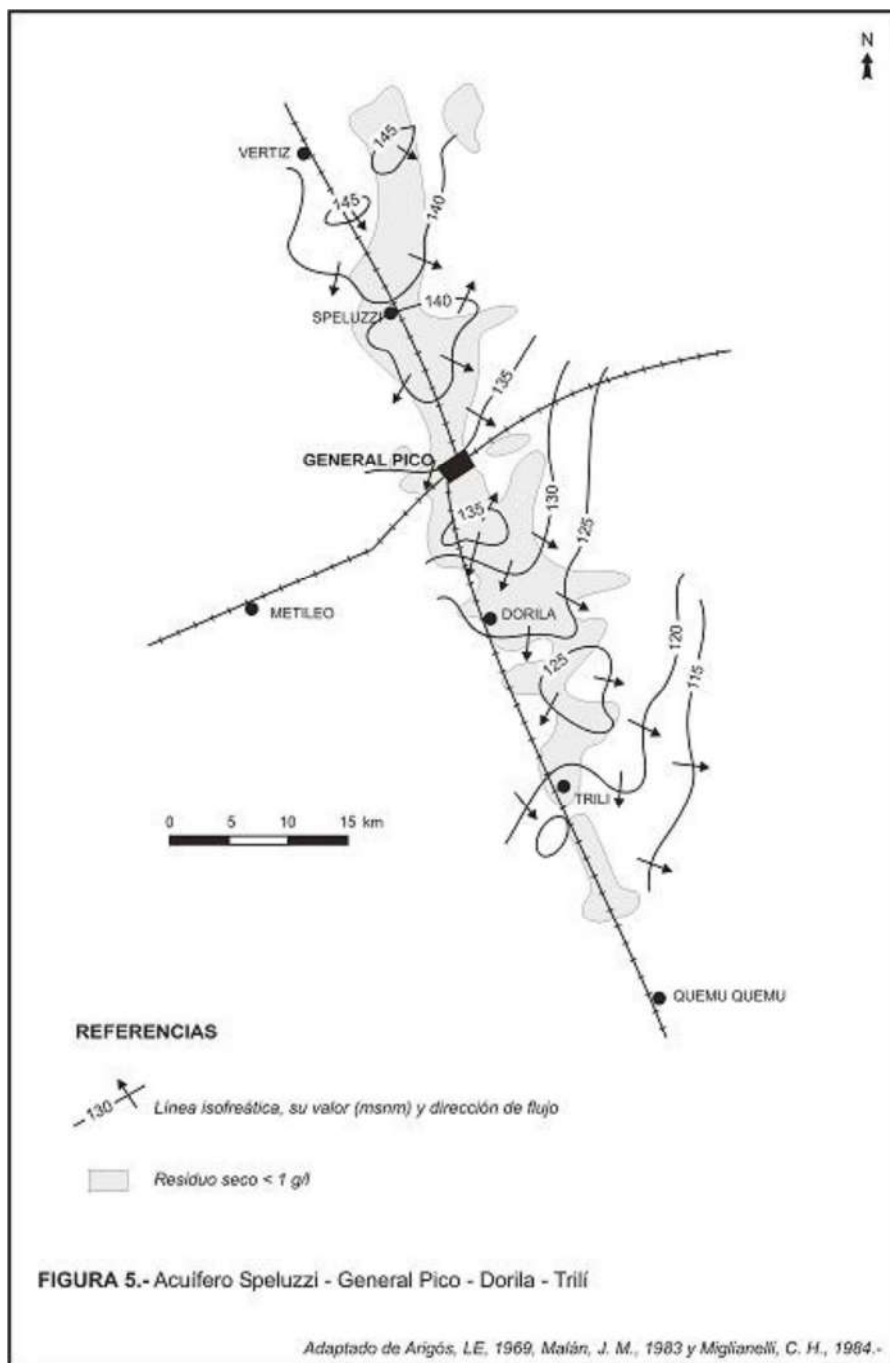 N
VERTIZ
145
145
140
SPELUZZI
140
135
GENERAL PICO
135
130
125
METILEO
DORILA
125
120
115
TRILI
0 5 10 15 km
QUEMU QUEMU
REFERENCIAS
130
Línea isofreática, su valor (msnm) y dirección de flujo
Resíduo seco < 1 g/l
FIGURA 5.- Acuífero Speluzzi - General Pico - Dorila - Trilí
Adaptado de Arigós, LE, 1969, Malán, J. M., 1983 y Miglianelli, C. H., 1984.-